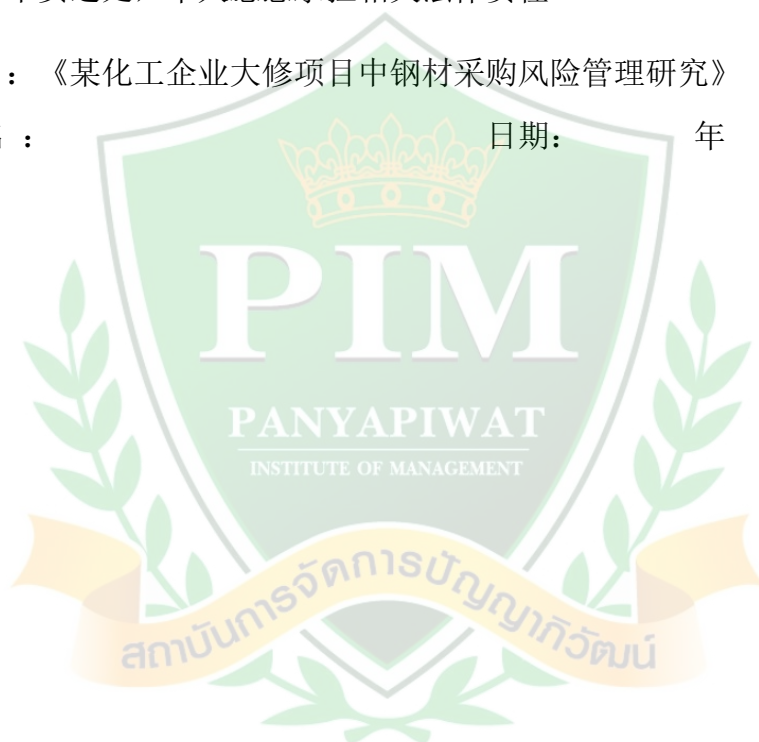 ：《某化工企业大修项目中钢材采购风险管理研究》
： 日期： 年
PIM
PANYAPIWAT
INSTITUTE OF MANAGEMENT
สถาบันการจัดการปัญญาภิวัฒน์